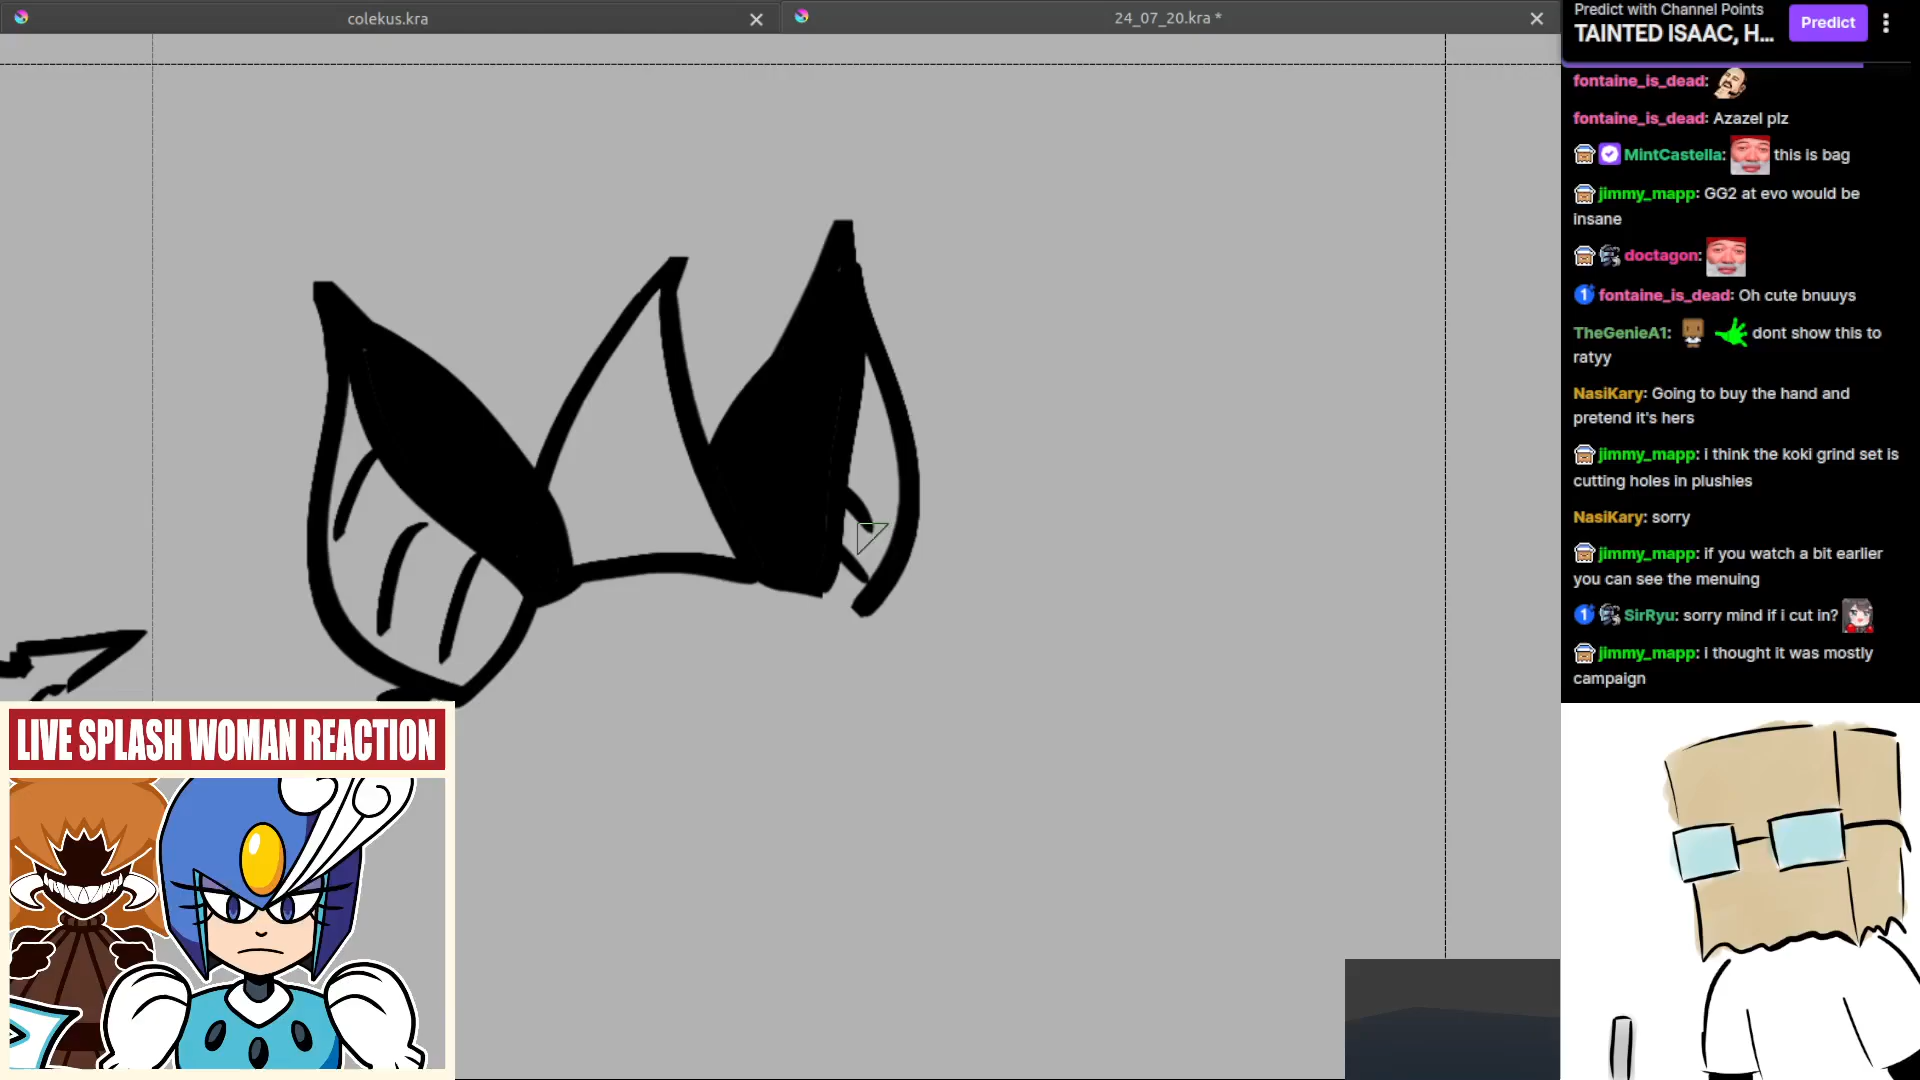 colekus.kra
24_07_20.kra *
Predict with Channel Points
TAINTED ISAAC, H...
Predict
fontaine_is_dead:
fontaine_is_dead: Azazel plz
MintCastella: this is bag
jimmy_mapp: GG2 at evo would be
insane
doctagon:
1 fontaine_is_dead: Oh cute bnuuys
TheGenieA1: dont show this to
ratyy
NasiKary: Going to buy the hand and
pretend it's hers
jimmy_mapp: i think the koki grind set is
cutting holes in plushies
NasiKary: sorry
jimmy_mapp: if you watch a bit earlier
you can see the menuing
1 SirRyu: sorry mind if i cut in?
jimmy_mapp: i thought it was mostly
campaign
LIVE SPLASH WOMAN REACTION